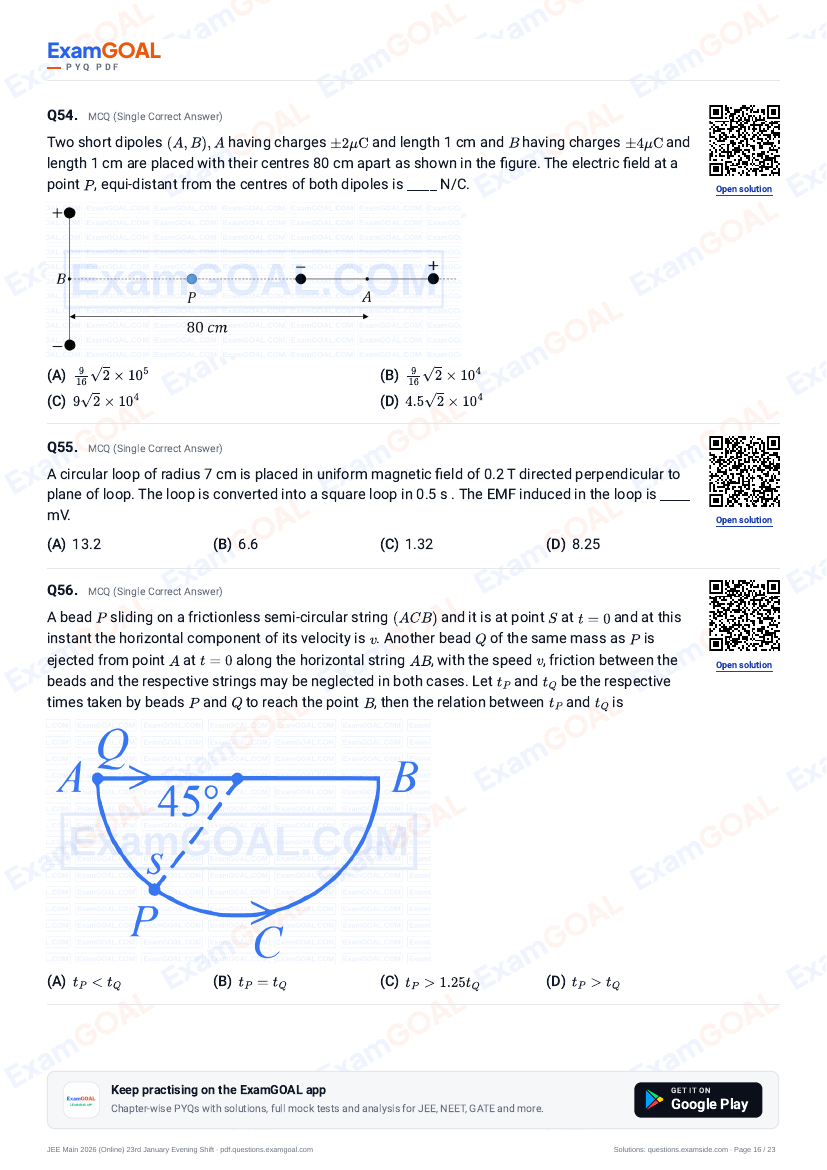 ExamGOAL
PYQ PDF
Q54. MCQ (Single Correct Answer)
Two short dipoles (A, B), A having charges ±2μC and length 1 cm and B having charges ±4μC and
length 1 cm are placed with their centres 80 cm apart as shown in the figure. The electric field at a
point P, equi-distant from the centres of both dipoles is ____ N/C.
Open solution
+
B
P
−
A
+
80 cm
−
ExamGOAL.COM
(A) 9/16 √2 × 10⁵
(B) 9/16 √2 × 10⁴
(C) 9√2 × 10⁴
(D) 4.5√2 × 10⁴
Q55. MCQ (Single Correct Answer)
A circular loop of radius 7 cm is placed in uniform magnetic field of 0.2 T directed perpendicular to
plane of loop. The loop is converted into a square loop in 0.5 s . The EMF induced in the loop is ____
mV.
Open solution
(A) 13.2
(B) 6.6
(C) 1.32
(D) 8.25
Q56. MCQ (Single Correct Answer)
A bead P sliding on a frictionless semi-circular string (ACB) and it is at point S at t = 0 and at this
instant the horizontal component of its velocity is v. Another bead Q of the same mass as P is
ejected from point A at t = 0 along the horizontal string AB, with the speed v, friction between the
beads and the respective strings may be neglected in both cases. Let t_P and t_Q be the respective
times taken by beads P and Q to reach the point B, then the relation between t_P and t_Q is
Open solution
Q
A
B
45°
S
P
C
ExamGOAL.COM
(A) t_P < t_Q
(B) t_P = t_Q
(C) t_P > 1.25t_Q
(D) t_P > t_Q
Keep practising on the ExamGOAL app
Chapter-wise PYQs with solutions, full mock tests and analysis for JEE, NEET, GATE and more.
GET IT ON
Google Play
JEE Main 2026 (Online) 23rd January Evening Shift · pdf.questions.examgoal.com
Solutions: questions.examside.com · Page 16 / 23